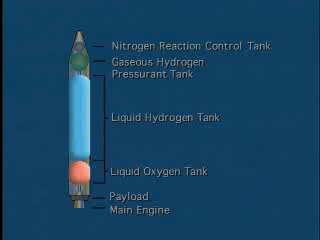 Nitrogen Reaction Control Tank
Gaseous Hydrogen
Pressurant Tank
Liquid Hydrogen Tank
Liquid Oxygen Tank
Payload
Main Engine